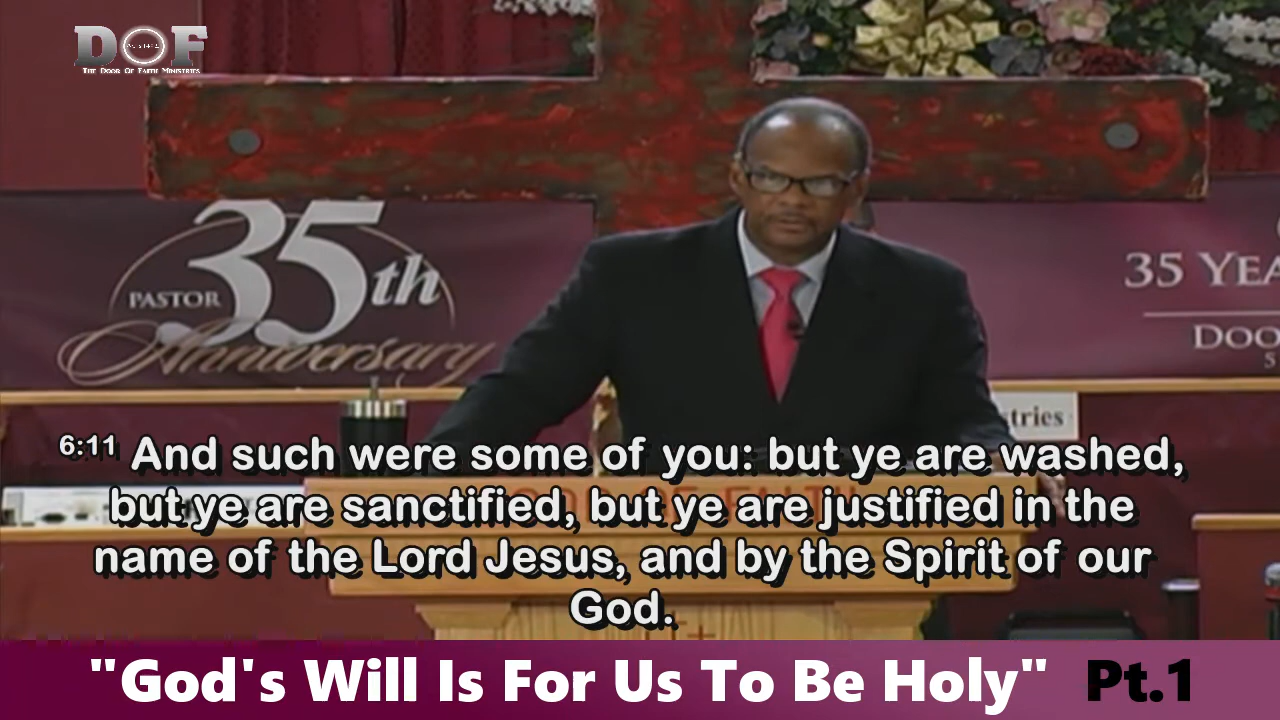 DOF
THE DOOR OF FAITH MINISTRIES
35th
PASTOR
Anniversary
35 YEA
DOO
S
tries
6:11 And such were some of you: but ye are washed,
but ye are sanctified, but ye are justified in the
name of the Lord Jesus, and by the Spirit of our
God.
"God's Will Is For Us To Be Holy" Pt.1